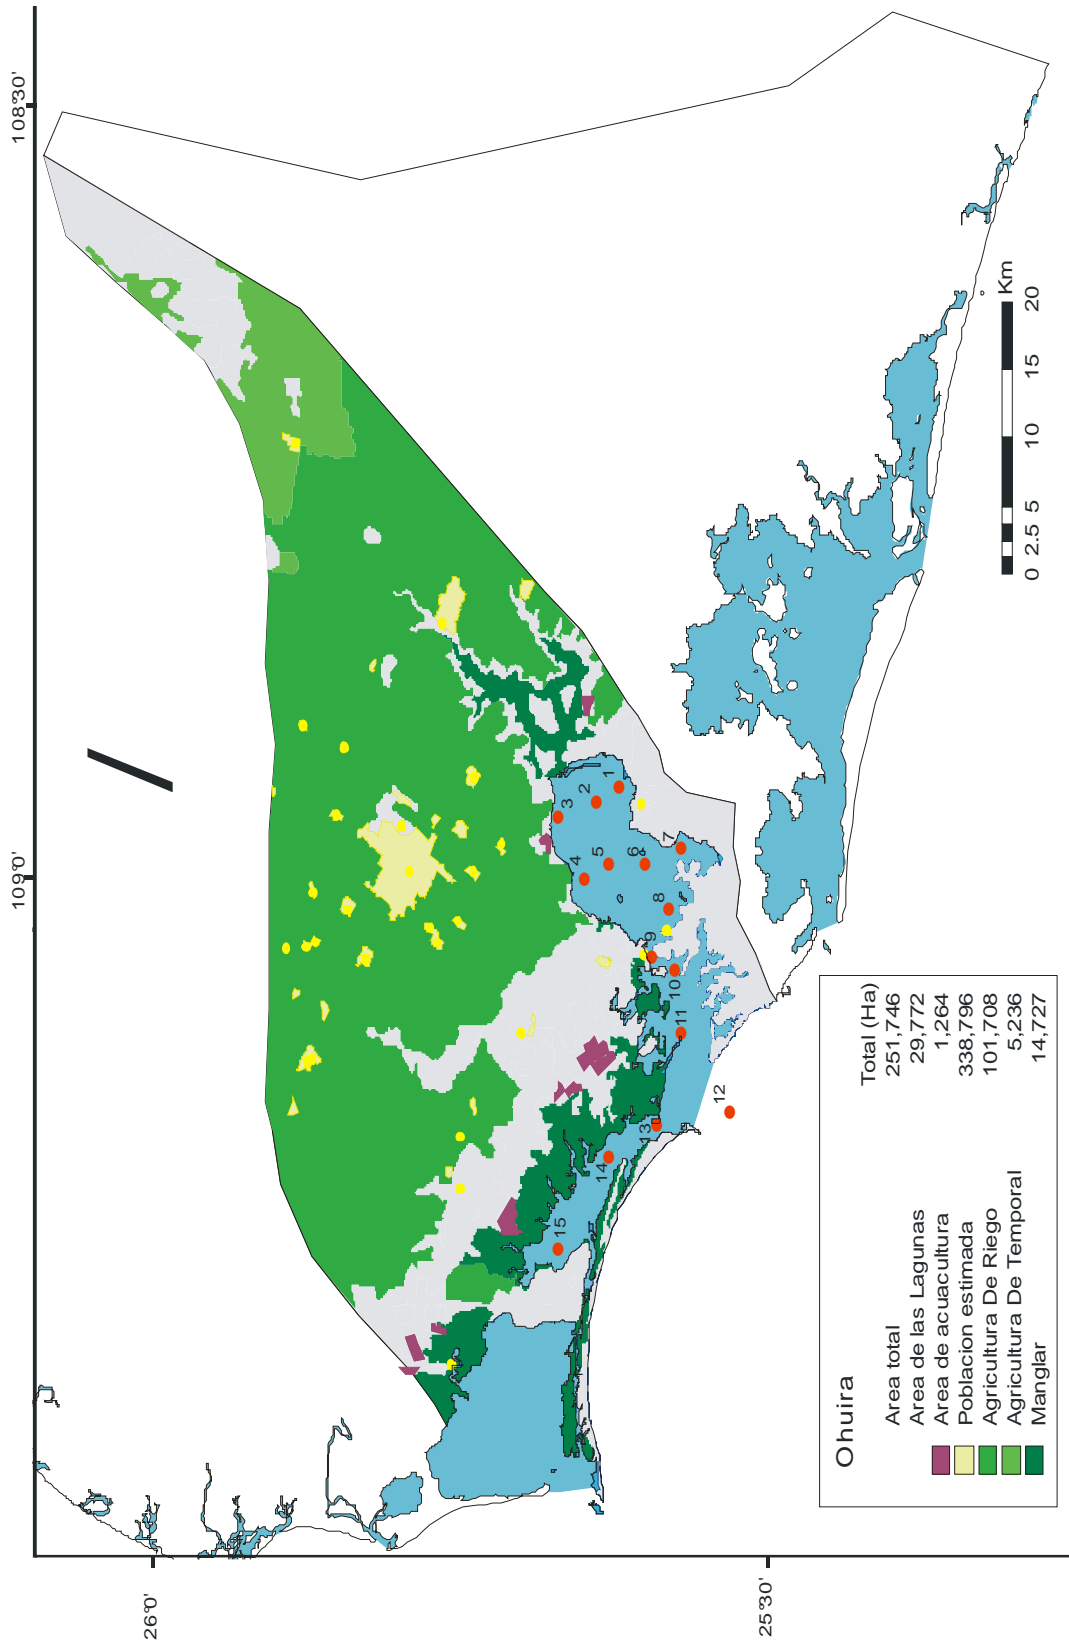 108°30'
109°0'
26°0'
25°30'
1
2
3
4
5
6
7
8
9
10
11
12
13
14
15
0 2.5 5 10 15 20
Km
Ohuira
Total (Ha)
Area total 251,746
Area de las Lagunas 29,772
Area de acuacultura 1,264
Poblacion estimada 338,796
Agricultura De Riego 101,708
Agricultura De Temporal 5,236
Manglar 14,727